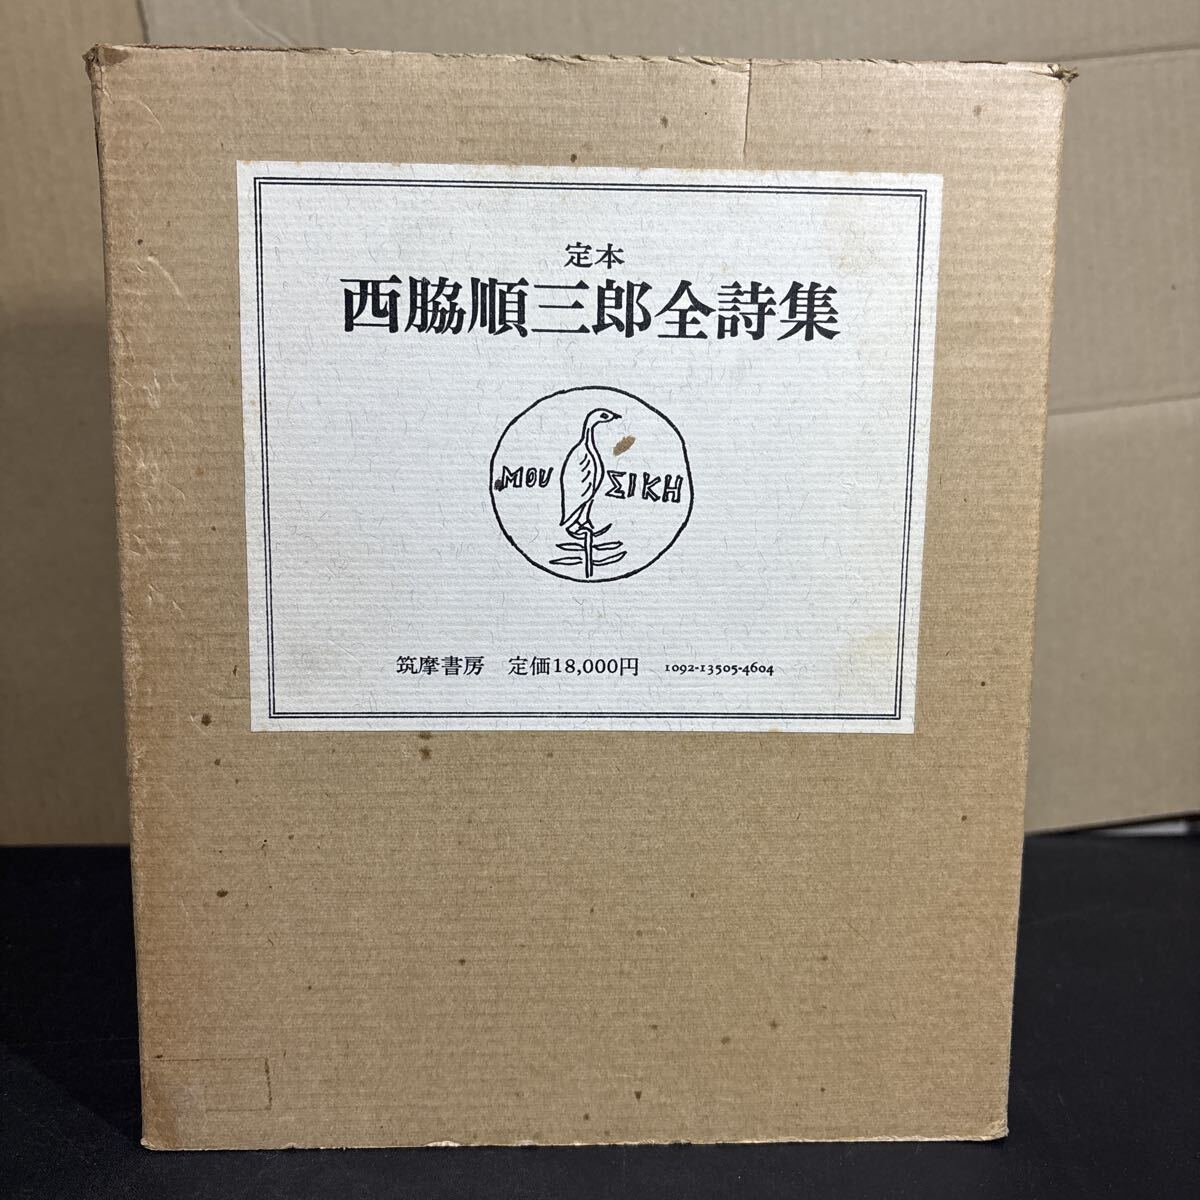 定本
西脇順三郎全詩集
ΜΟΥ ΣΙΚΗ
筑摩書房 定価18,000円 1092-13505-4604